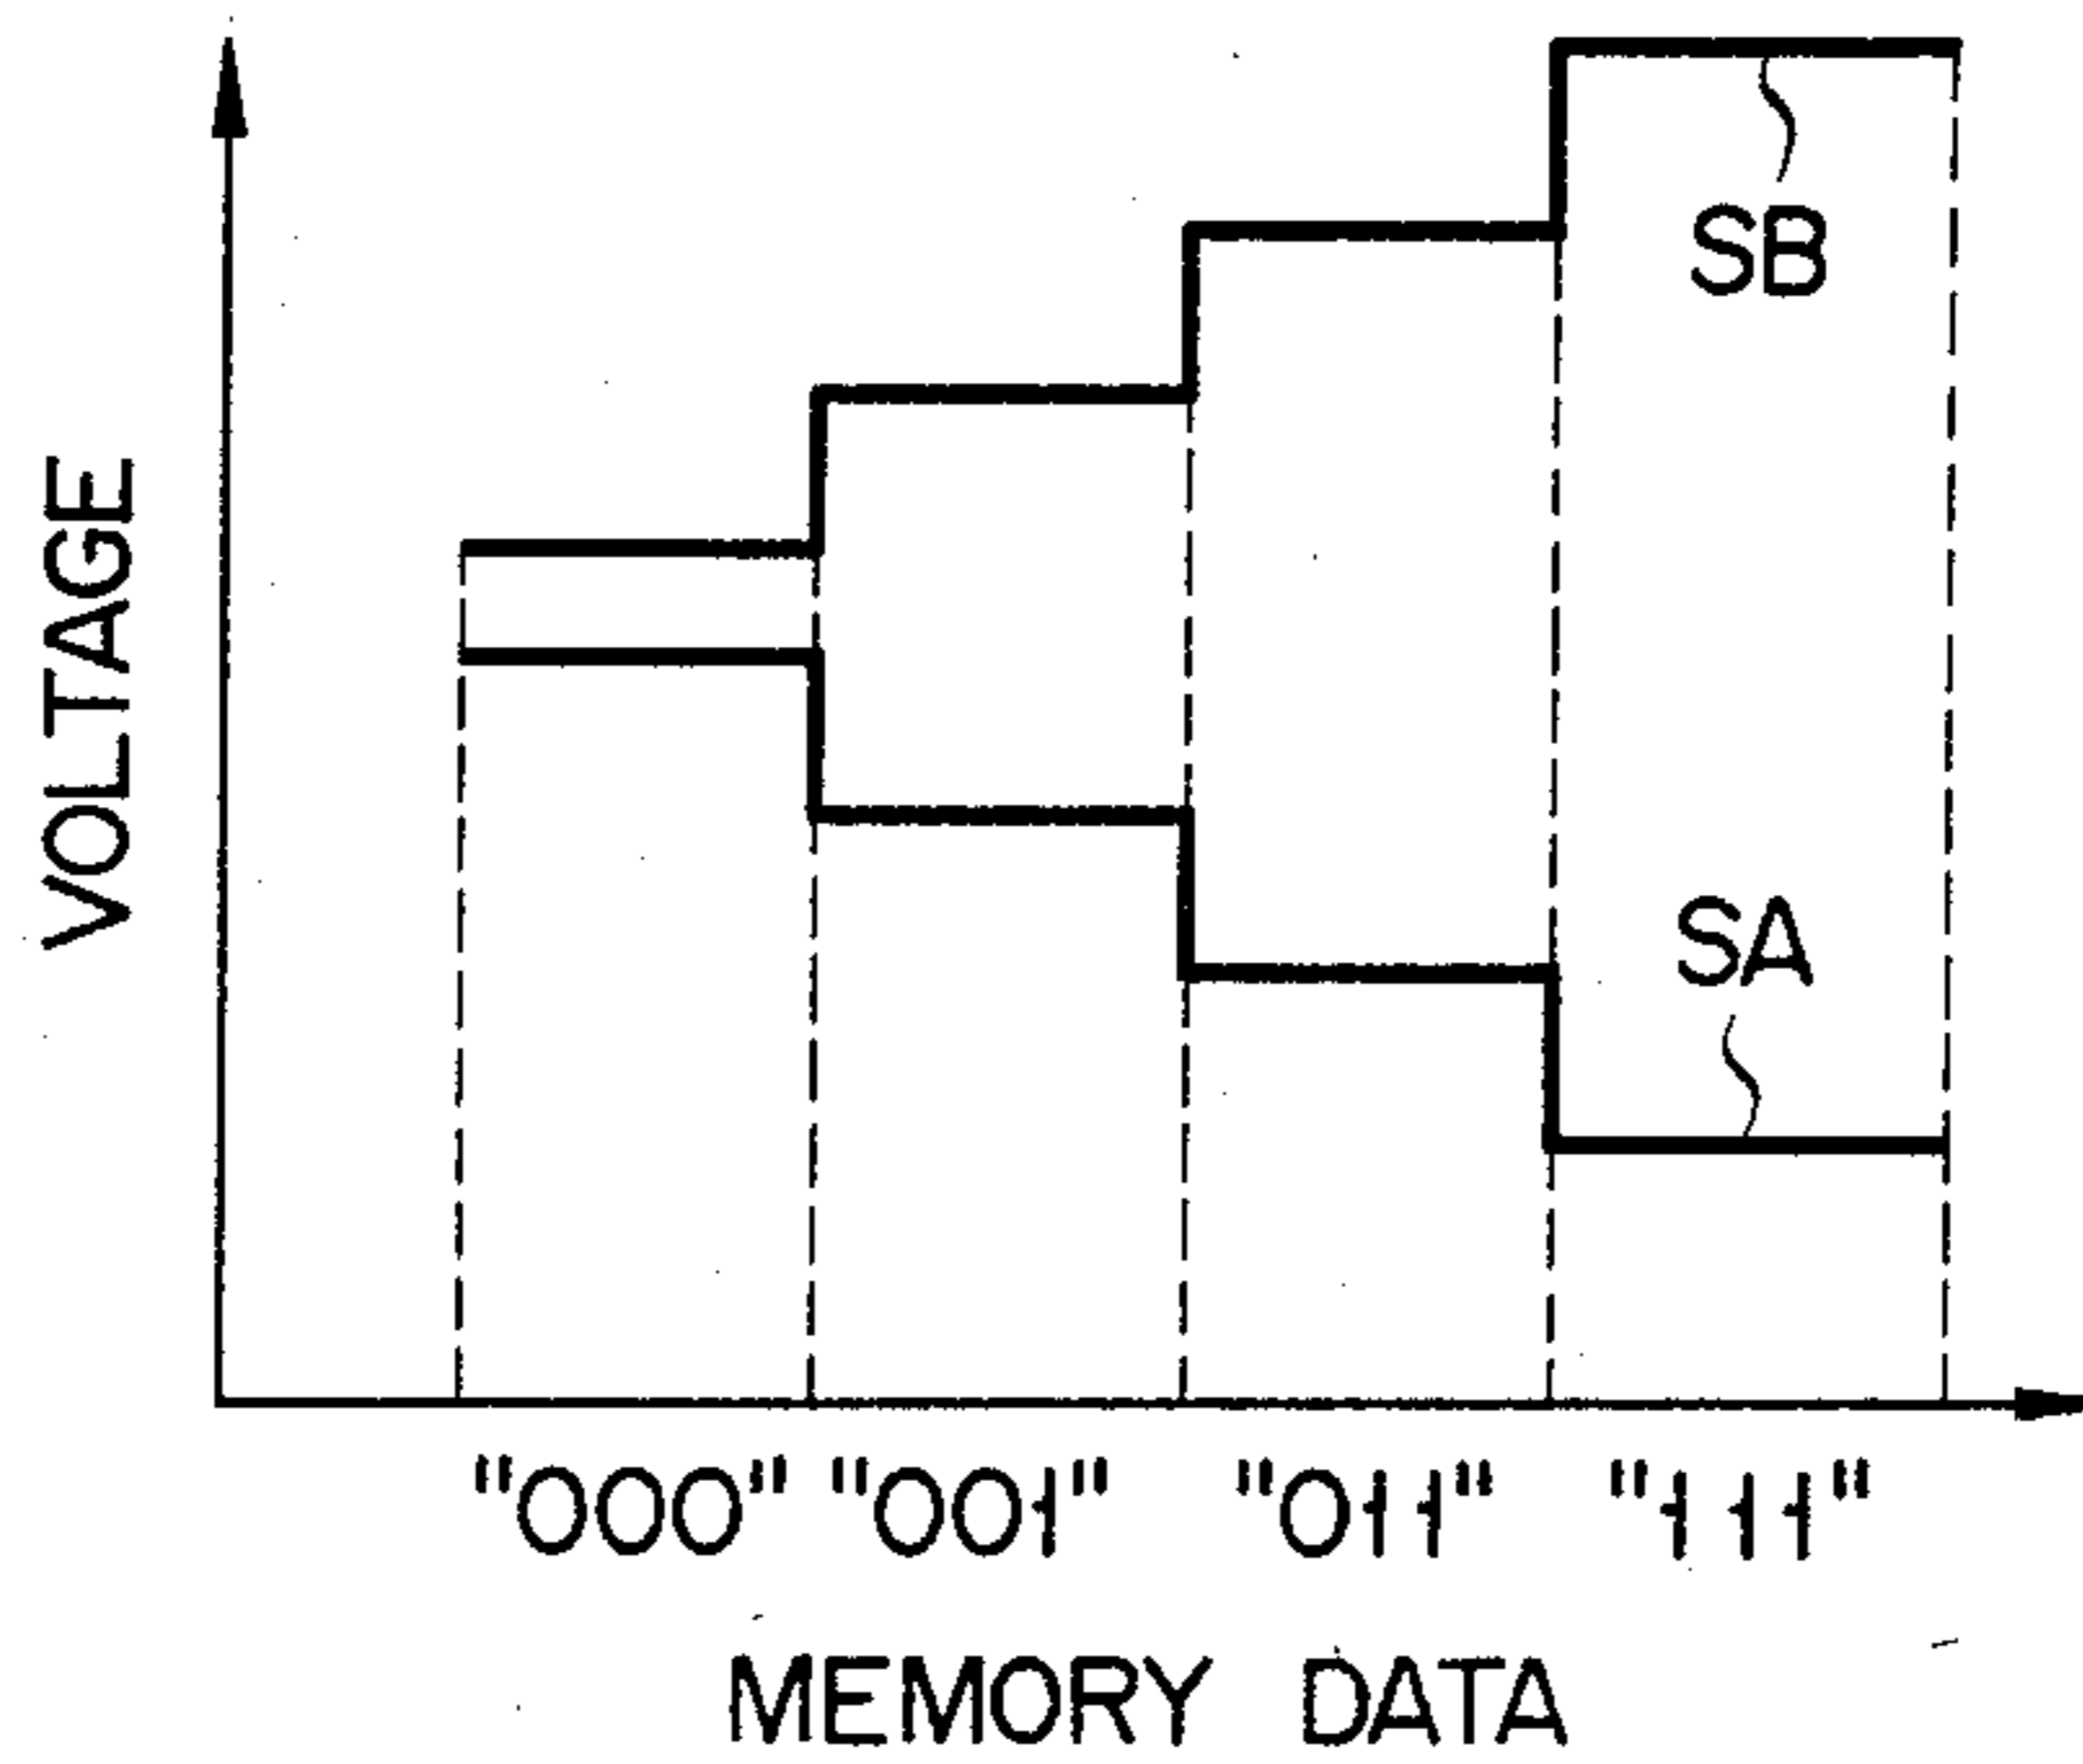 VOLTAGE
SB
SA
"000" "001" "011" "111"
MEMORY DATA